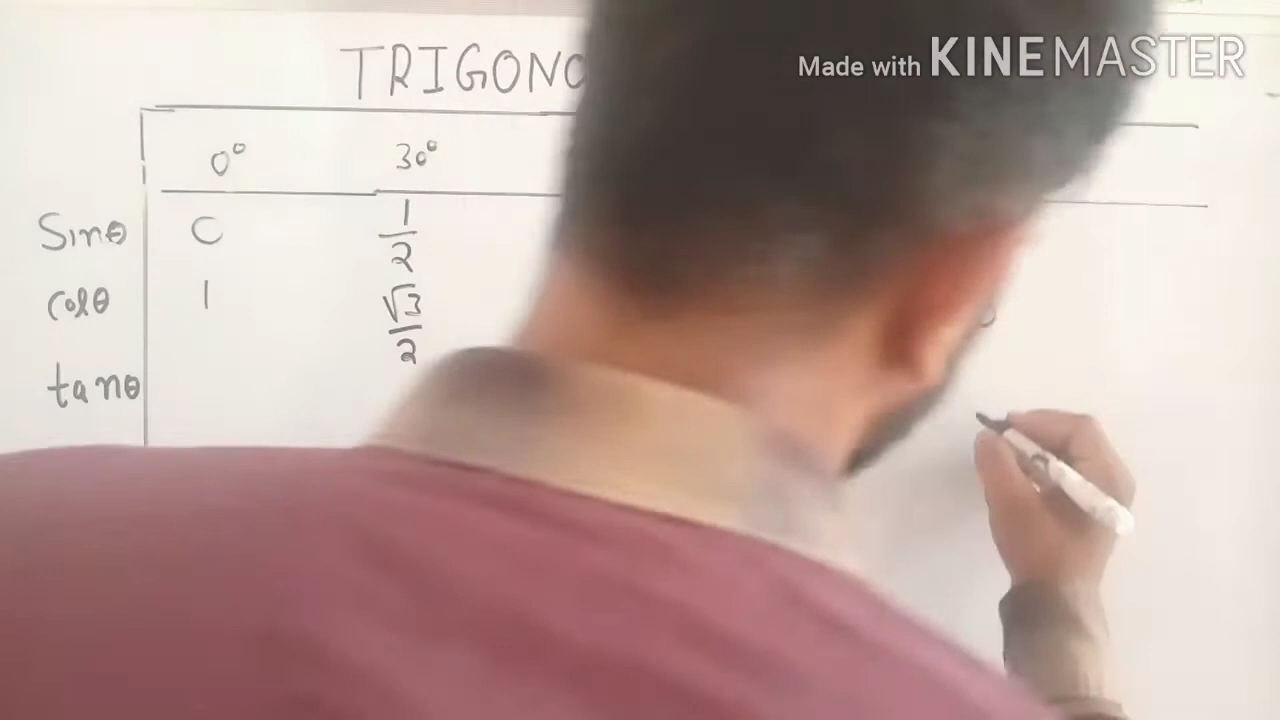 Made with KINEMASTER
TRIGONO
0° 30°
Sinθ 0 1/2
cosθ 1 √3/2
tanθ